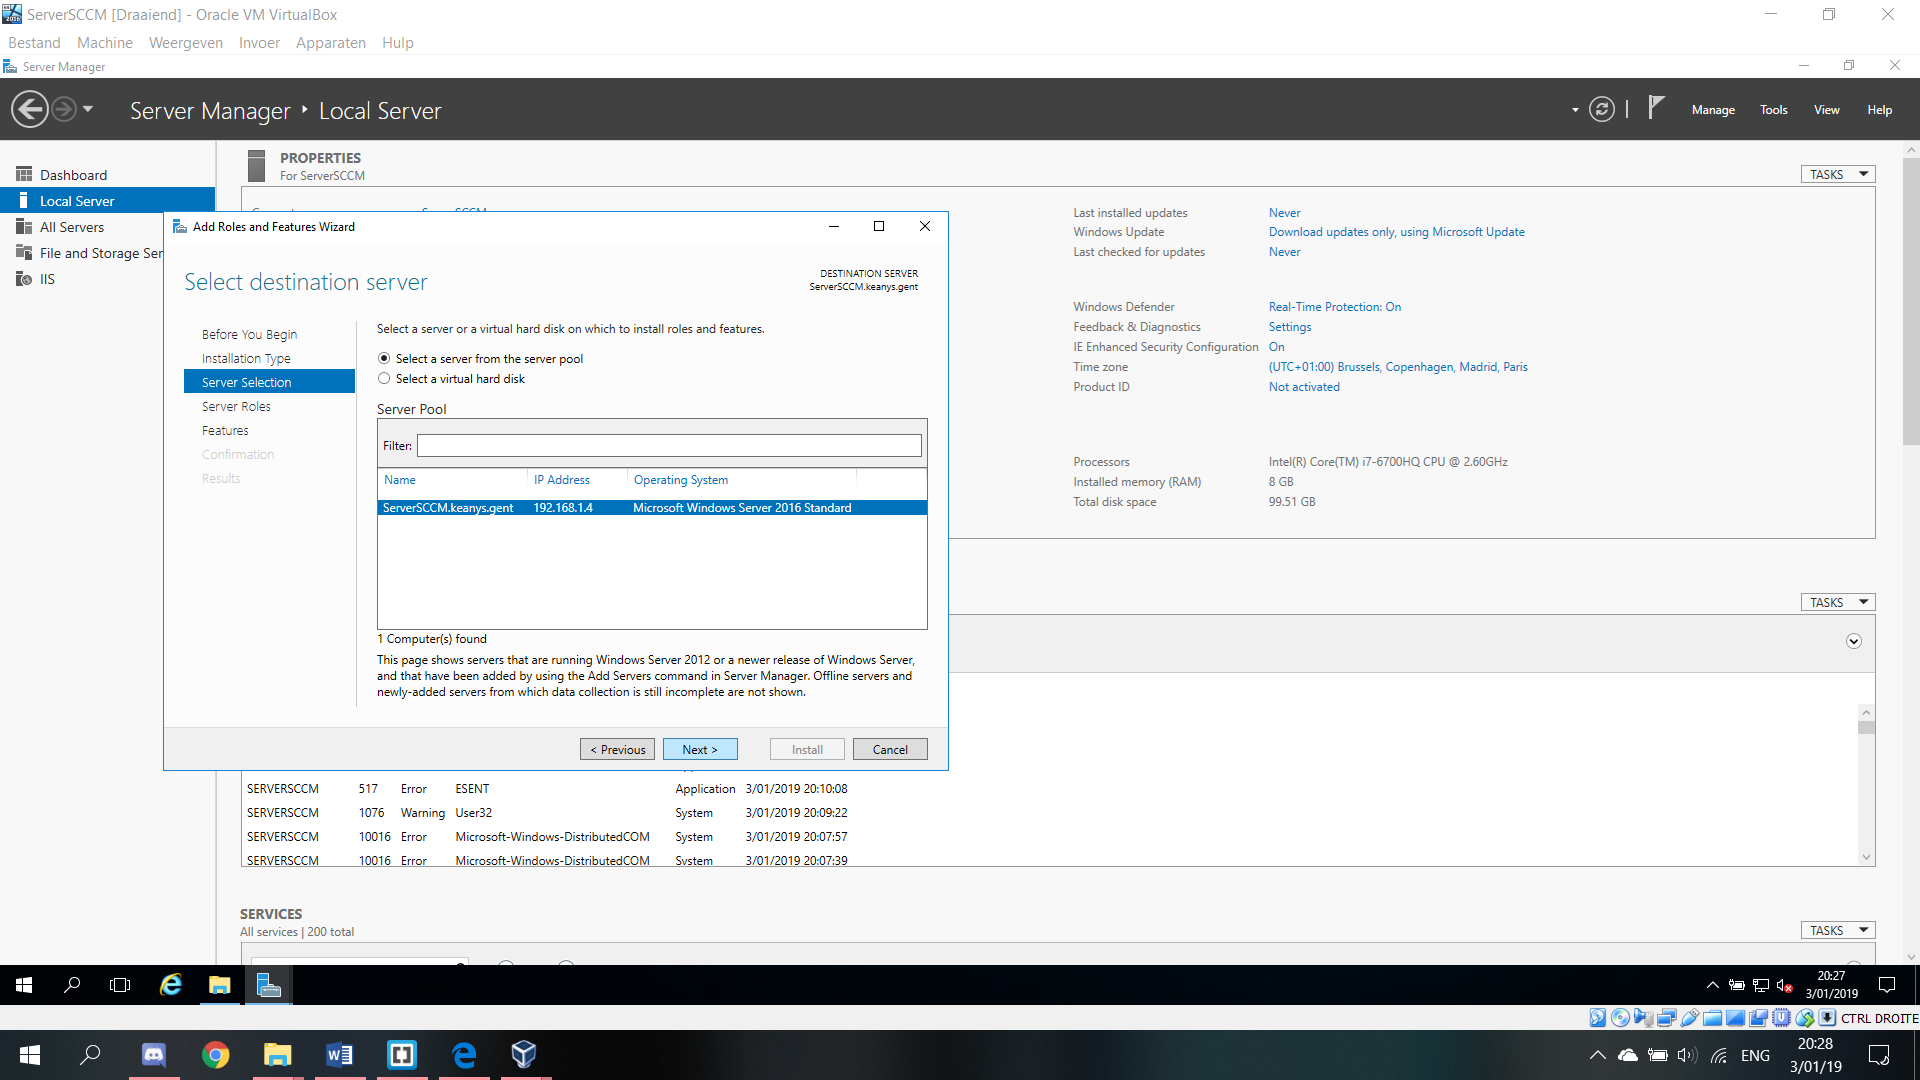 ServerSCCM [Draaiend] - Oracle VM VirtualBox
Bestand Machine Weergeven Invoer Apparaten Hulp
Server Manager
Server Manager Local Server
Manage Tools View Help
Dashboard
Local Server
All Servers
File and Storage Ser
IIS
PROPERTIES
For ServerSCCM
TASKS
Last installed updates Never
Windows Update Download updates only, using Microsoft Update
Last checked for updates Never
Windows Defender Real-Time Protection: On
Feedback & Diagnostics Settings
IE Enhanced Security Configuration On
Time zone (UTC+01:00) Brussels, Copenhagen, Madrid, Paris
Product ID Not activated
Processors Intel(R) Core(TM) i7-6700HQ CPU @ 2.60GHz
Installed memory (RAM) 8 GB
Total disk space 99.51 GB
Add Roles and Features Wizard
Select destination server
DESTINATION SERVER
ServerSCCM.keanys.gent
Before You Begin
Installation Type
Server Selection
Server Roles
Features
Confirmation
Results
Select a server or a virtual hard disk on which to install roles and features.
Select a server from the server pool
Select a virtual hard disk
Server Pool
Filter:
Name IP Address Operating System
ServerSCCM.keanys.gent 192.168.1.4 Microsoft Windows Server 2016 Standard
1 Computer(s) found
This page shows servers that are running Windows Server 2012 or a newer release of Windows Server,
and that have been added by using the Add Servers command in Server Manager. Offline servers and
newly-added servers from which data collection is still incomplete are not shown.
< Previous Next > Install Cancel
TASKS
SERVERSCCM 517 Error ESENT Application 3/01/2019 20:10:08
SERVERSCCM 1076 Warning User32 System 3/01/2019 20:09:22
SERVERSCCM 10016 Error Microsoft-Windows-DistributedCOM System 3/01/2019 20:07:57
SERVERSCCM 10016 Error Microsoft-Windows-DistributedCOM System 3/01/2019 20:07:39
SERVICES
All services | 200 total
TASKS
20:27
3/01/2019
CTRL DROITE
ENG
20:28
3/01/19